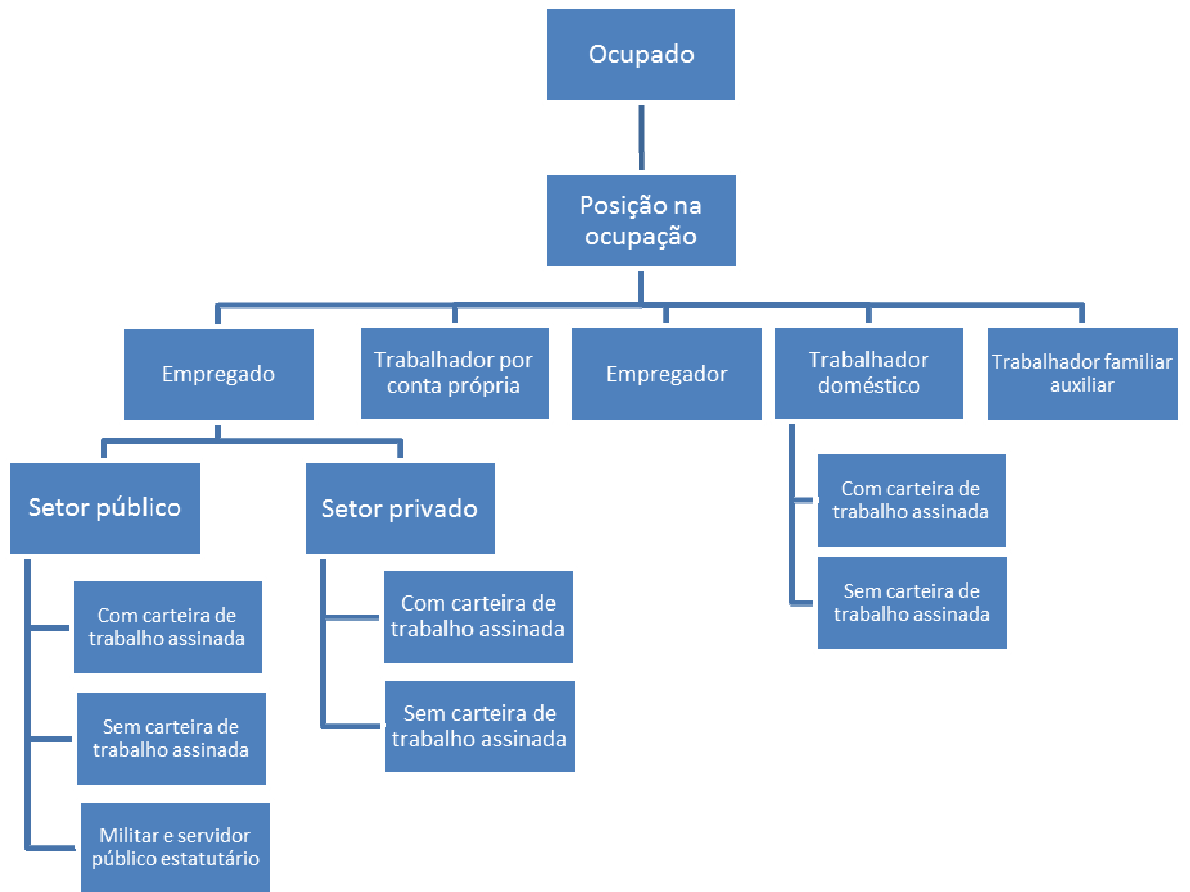 Ocupado
Posição na
ocupação
Empregado
Trabalhador por
conta própria
Empregador
Trabalhador
doméstico
Trabalhador familiar
auxiliar
Setor público
Com carteira de
trabalho assinada
Sem carteira de
trabalho assinada
Militar e servidor
público estatutário
Setor privado
Com carteira de
trabalho assinada
Sem carteira de
trabalho assinada
Com carteira de
trabalho assinada
Sem carteira de
trabalho assinada